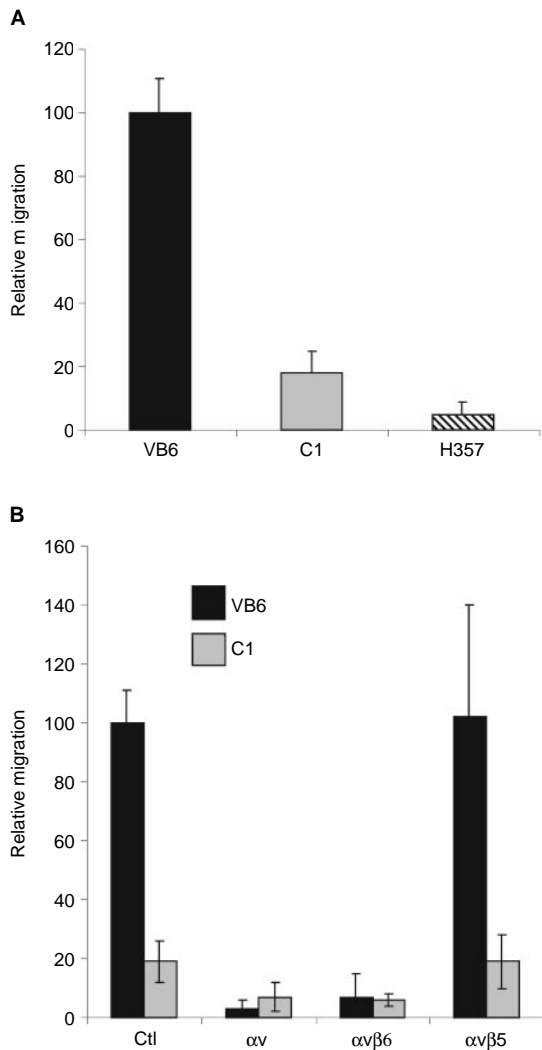 A
120
100
80
60
40
20
0
Relative m igration
VB6 C1 H357
B
160
140
120
100
80
60
40
20
0
Relative migration
VB6
C1
Ctl αv αvβ6 αvβ5